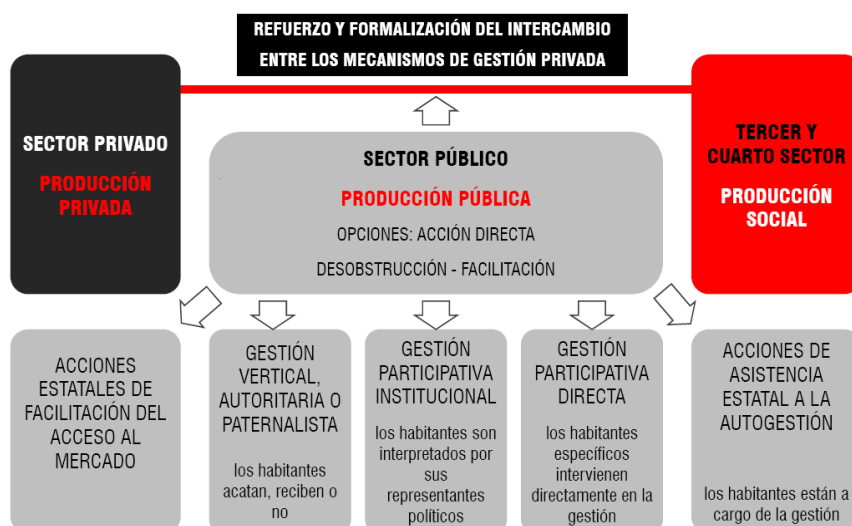 REFUERZO Y FORMALIZACIÓN DEL INTERCAMBIO
ENTRE LOS MECANISMOS DE GESTIÓN PRIVADA
SECTOR PRIVADO
PRODUCCIÓN
PRIVADA
SECTOR PÚBLICO
PRODUCCIÓN PÚBLICA
OPCIONES: ACCIÓN DIRECTA
DESOBSTRUCCIÓN - FACILITACIÓN
TERCER Y
CUARTO SECTOR
PRODUCCIÓN
SOCIAL
ACCIONES
ESTATALES DE
FACILITACIÓN DEL
ACCESO AL
MERCADO
GESTIÓN
VERTICAL,
AUTORITARIA O
PATERNALISTA
los habitantes
acatan, reciben o
no
GESTIÓN
PARTICIPATIVA
INSTITUCIONAL
los habitantes son
interpretados por
sus
representantes
políticos
GESTIÓN
PARTICIPATIVA
DIRECTA
los habitantes
específicos
intervienen
directamente en la
gestión
ACCIONES DE
ASISTENCIA
ESTATAL A LA
AUTOGESTIÓN
los habitantes están a
cargo de la gestión